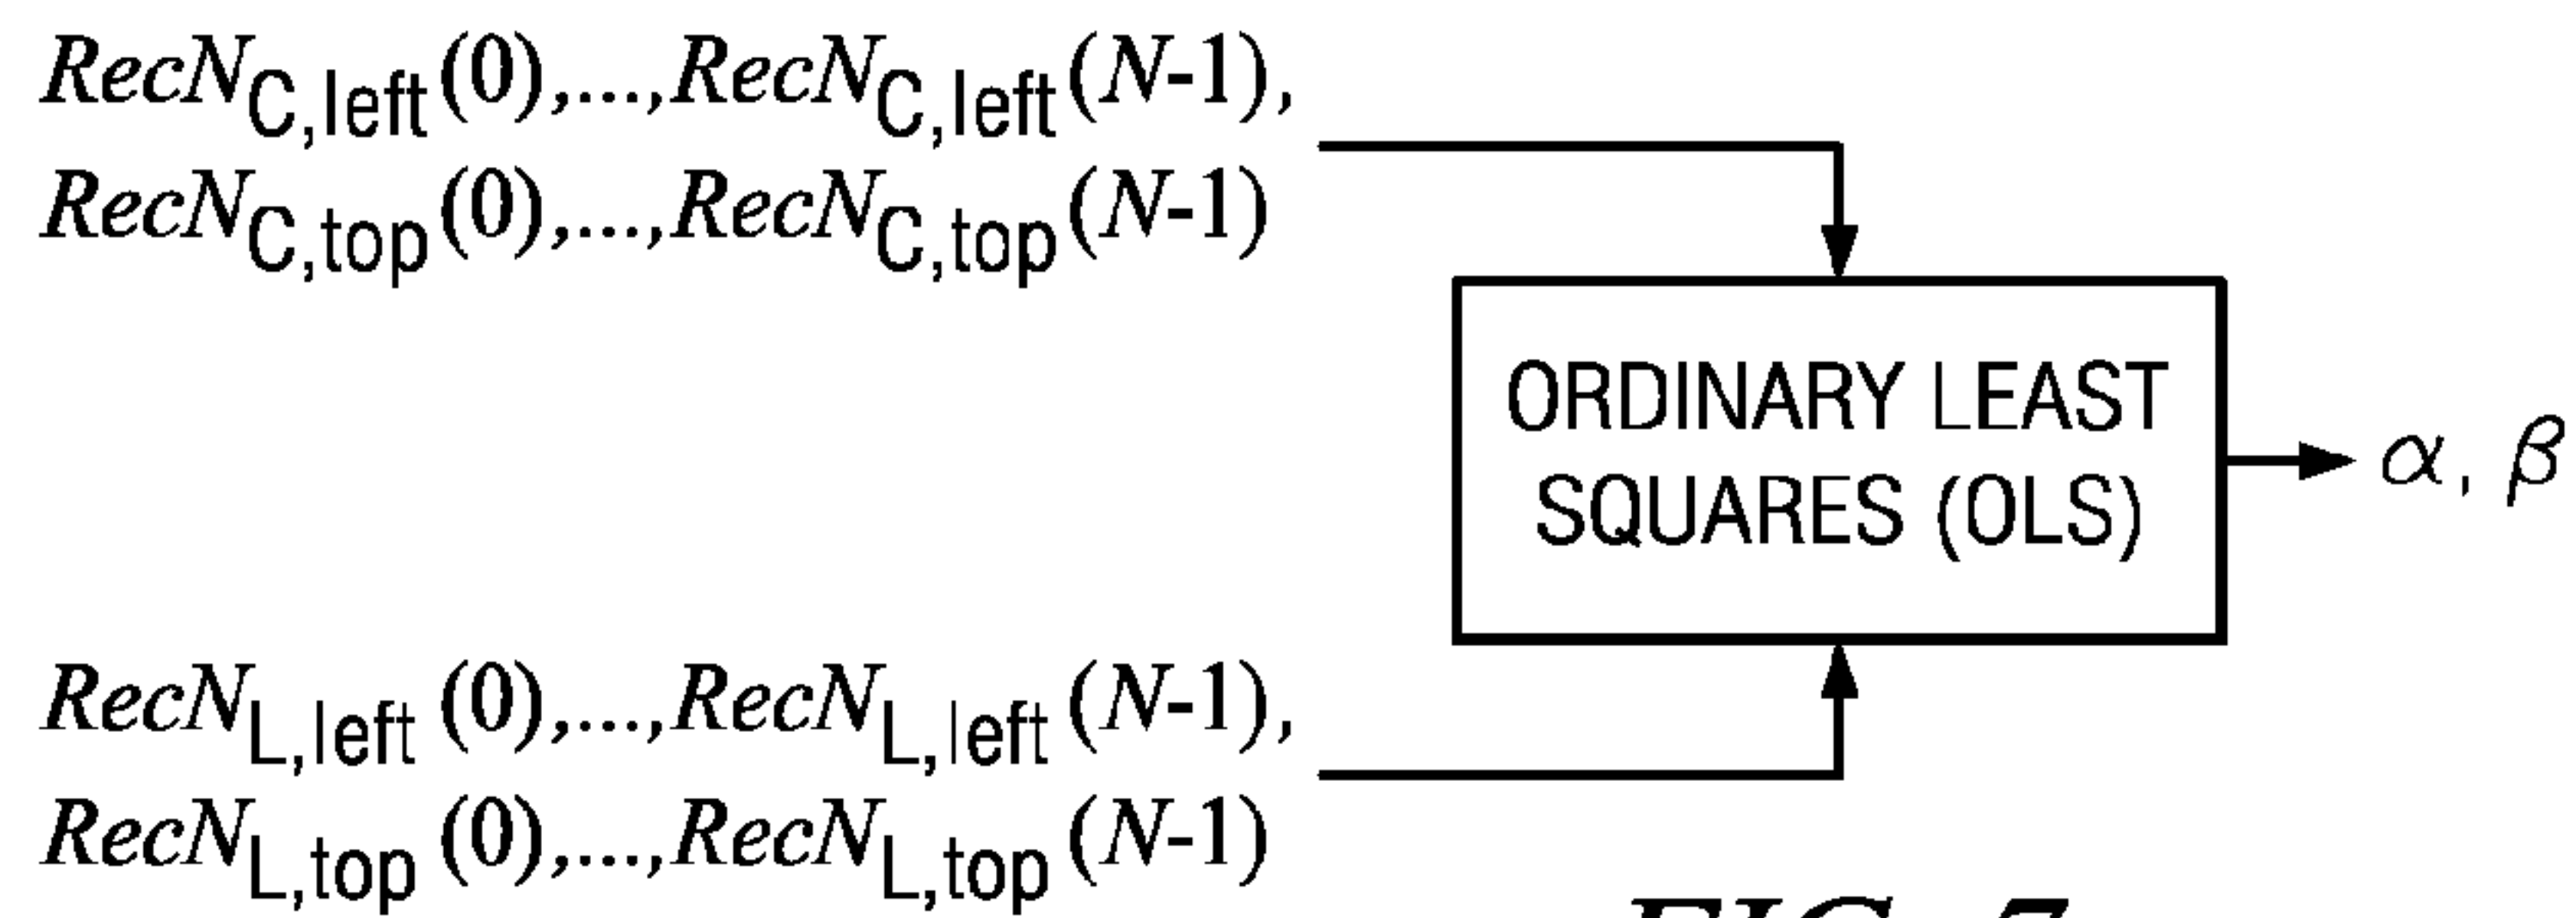 RecN_C,left(0),...,RecN_C,left(N-1),
RecN_C,top(0),...,RecN_C,top(N-1)
ORDINARY LEAST
SQUARES (OLS)
α, β
RecN_L,left(0),...,RecN_L,left(N-1),
RecN_L,top(0),...,RecN_L,top(N-1)